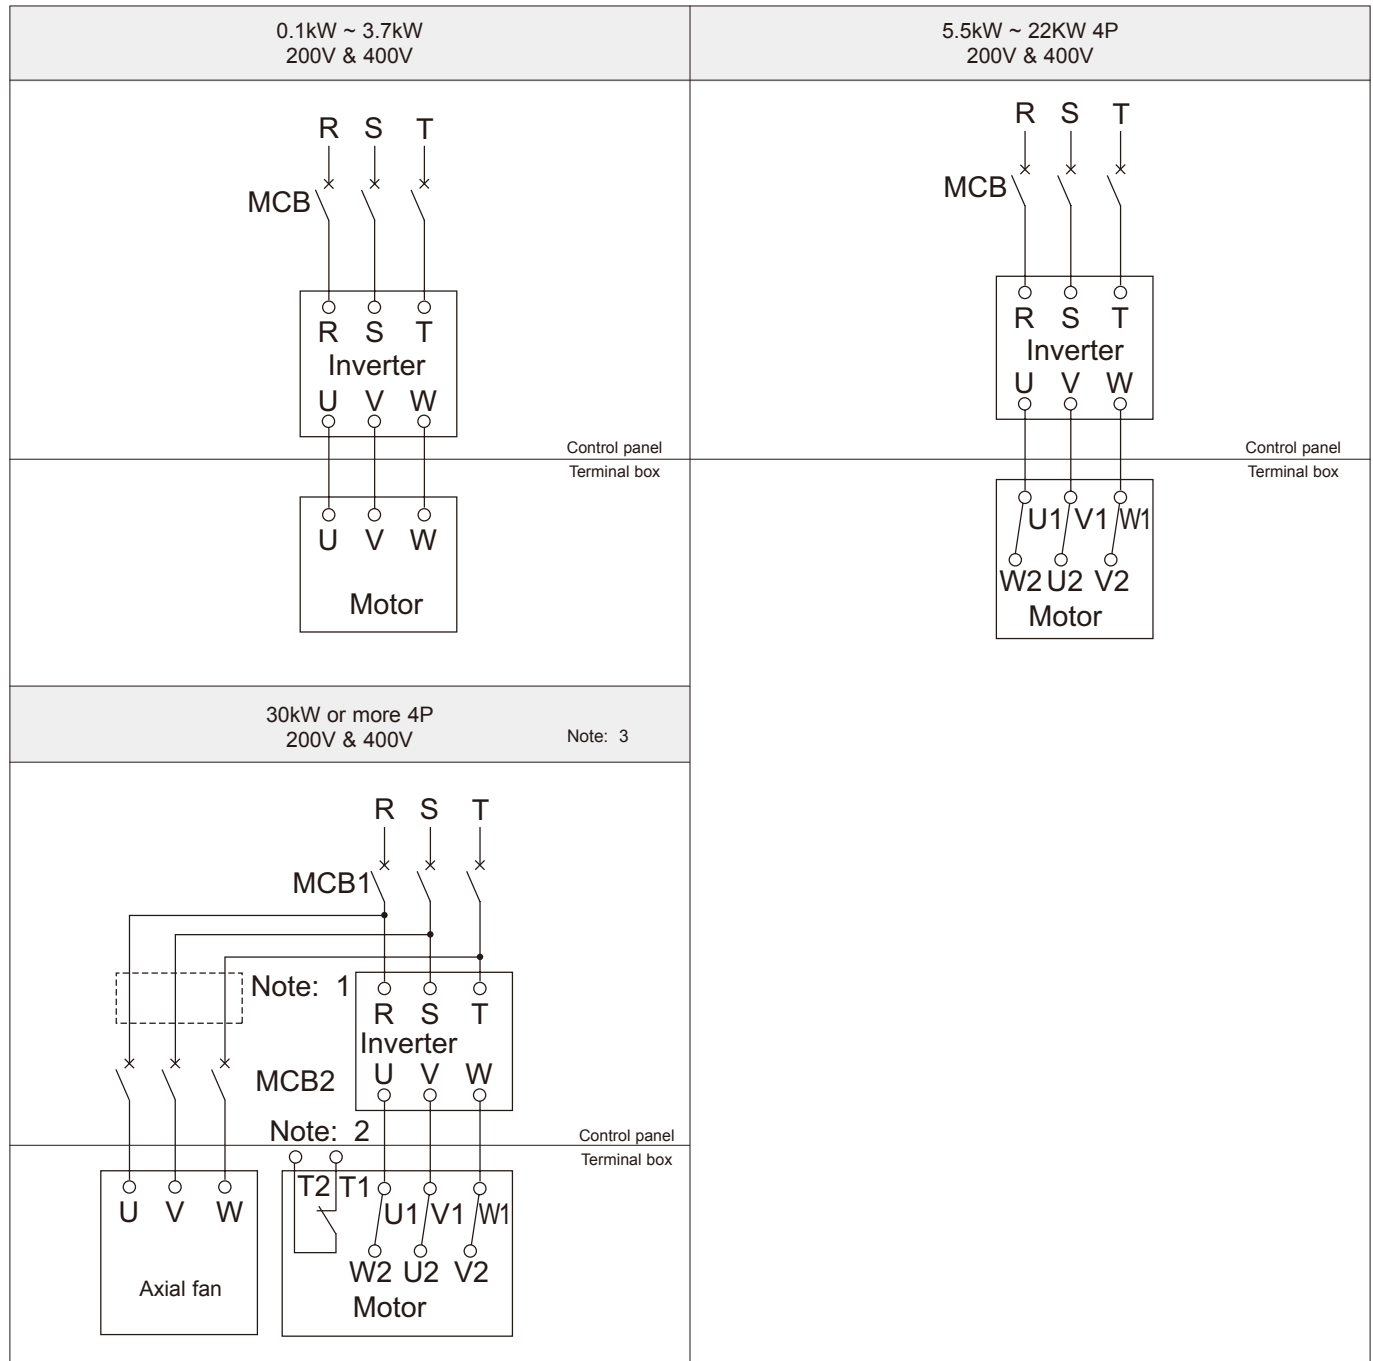 0.1kW ~ 3.7kW
200V & 400V
R S T
MCB
R S T
Inverter
U V W
Control panel
Terminal box
U V W
Motor
5.5kW ~ 22KW 4P
200V & 400V
R S T
MCB
R S T
Inverter
U V W
Control panel
Terminal box
U1 V1 W1
W2 U2 V2
Motor
30kW or more 4P
200V & 400V
Note: 3
R S T
MCB1
Note: 1
R S T
Inverter
U V W
MCB2
Note: 2
Control panel
Terminal box
U V W
Axial fan
T2 T1
U1 V1 W1
W2 U2 V2
Motor